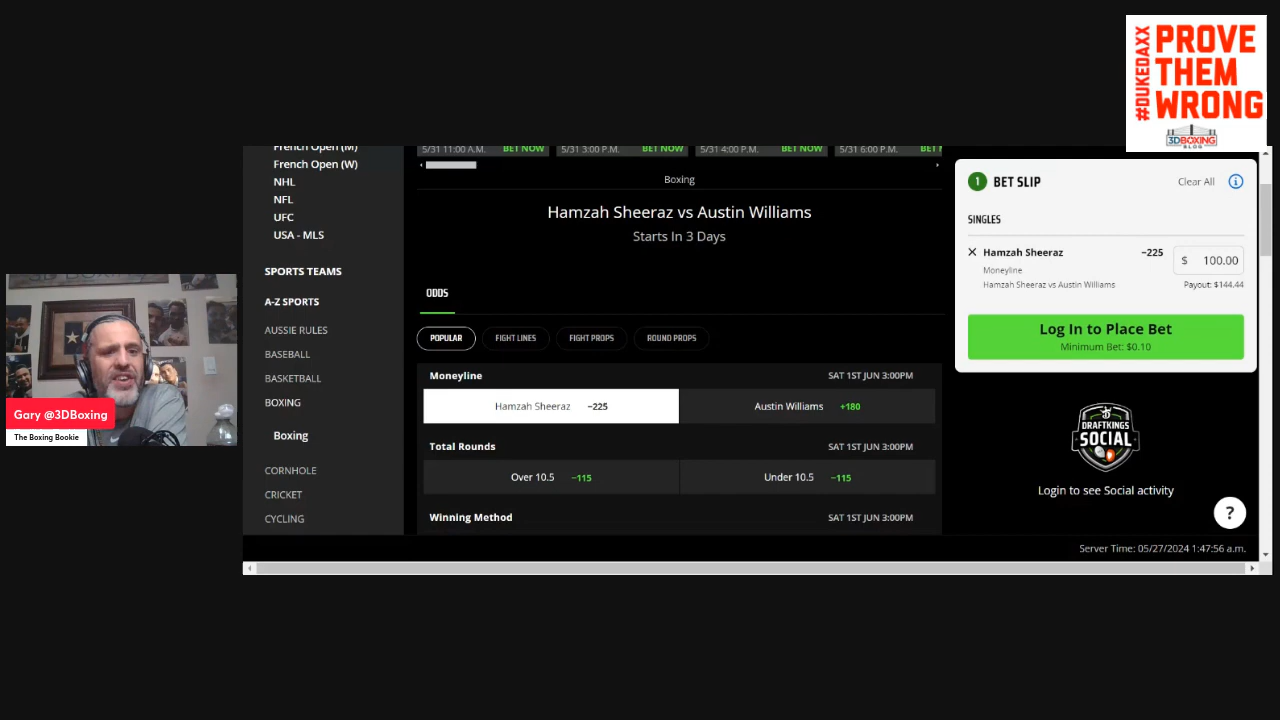 #DUKEDAXX
PROVE
THEM
WRONG
3DBOXING
BLOG
French Open (M)
French Open (W)
NHL
NFL
UFC
USA - MLS
SPORTS TEAMS
A-Z SPORTS
AUSSIE RULES
BASEBALL
BASKETBALL
BOXING
Boxing
CORNHOLE
CRICKET
CYCLING
5/31 11:00 A.M. BET NOW 5/31 3:00 P.M. BET NOW 5/31 4:00 P.M. BET NOW 5/31 6:00 P.M. BET N
Boxing
Hamzah Sheeraz vs Austin Williams
Starts In 3 Days
ODDS
POPULAR FIGHT LINES FIGHT PROPS ROUND PROPS
Moneyline SAT 1ST JUN 3:00PM
Hamzah Sheeraz −225 Austin Williams +180
Total Rounds SAT 1ST JUN 3:00PM
Over 10.5 −115 Under 10.5 −115
Winning Method SAT 1ST JUN 3:00PM
1 BET SLIP Clear All
SINGLES
Hamzah Sheeraz −225 $ 100.00
Moneyline
Hamzah Sheeraz vs Austin Williams Payout: $144.44
Log In to Place Bet
Minimum Bet: $0.10
DRAFTKINGS
SOCIAL
Login to see Social activity
?
Server Time: 05/27/2024 1:47:56 a.m.
Gary @3DBoxing
The Boxing Bookie